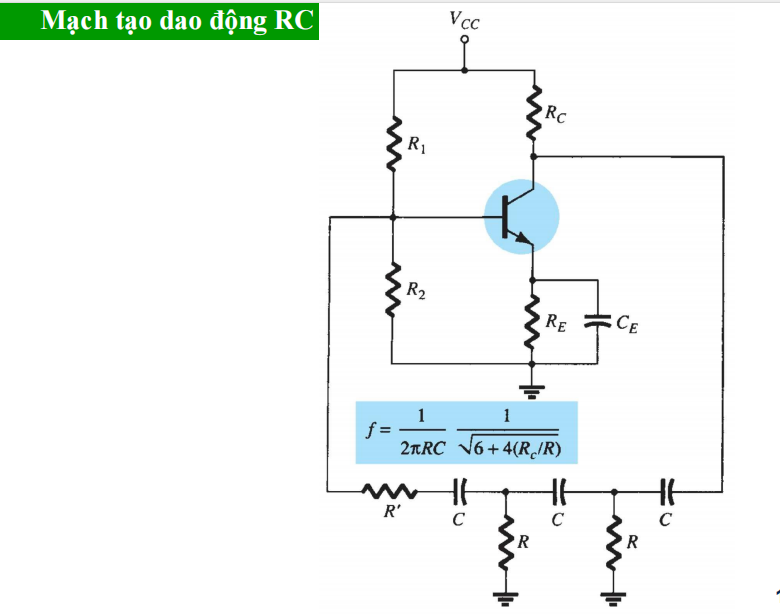 Mạch tạo dao động RC
VCC
RC
R1
R2
RE
CE
f = 1/2πRC 1/√6 + 4(Rc/R)
R'
C
C
C
R
R